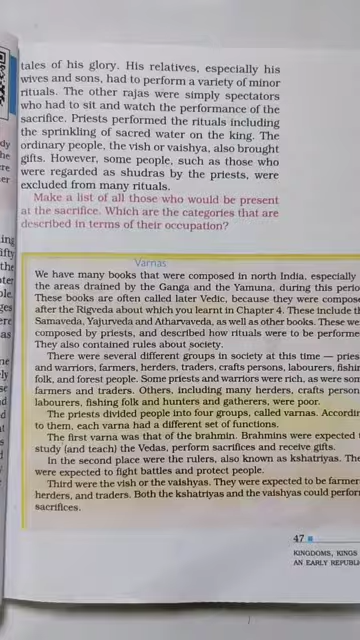 tales of his glory. His relatives, especially his
wives and sons, had to perform a variety of minor
rituals. The other rajas were simply spectators
who had to sit and watch the performance of the
sacrifice. Priests performed the rituals including
the sprinkling of sacred water on the king. The
ordinary people, the vish or vaishya, also brought
gifts. However, some people, such as those who
were regarded as shudras by the priests, were
excluded from many rituals.
Make a list of all those who would be present
at the sacrifice. Which are the categories that are
described in terms of their occupation?
Varnas
We have many books that were composed in north India, especially
the areas drained by the Ganga and the Yamuna, during this perio
These books are often called later Vedic, because they were compose
after the Rigveda about which you learnt in Chapter 4. These include th
Samaveda, Yajurveda and Atharvaveda, as well as other books. These we
composed by priests, and described how rituals were to be performe
They also contained rules about society.
There were several different groups in society at this time — pries
and warriors, farmers, herders, traders, crafts persons, labourers, fishin
folk, and forest people. Some priests and warriors were rich, as were som
farmers and traders. Others, including many herders, crafts person
labourers, fishing folk and hunters and gatherers, were poor.
The priests divided people into four groups, called varnas. Accordin
to them, each varna had a different set of functions.
The first varna was that of the brahmin. Brahmins were expected t
study (and teach) the Vedas, perform sacrifices and receive gifts.
In the second place were the rulers, also known as kshatriyas. The
were expected to fight battles and protect people.
Third were the vish or the vaishyas. They were expected to be farmer
herders, and traders. Both the kshatriyas and the vaishyas could perfor
sacrifices.
47
KINGDOMS, KINGS
AN EARLY REPUBLI